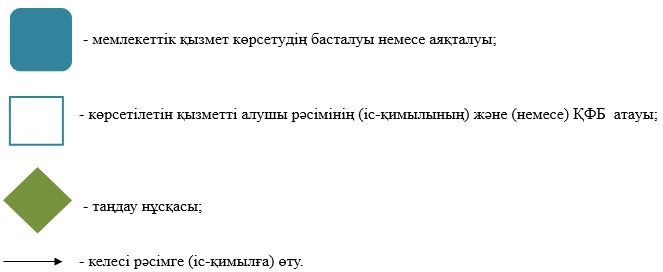 - мемлекеттік қызмет көрсетудің басталуы немесе аяқталуы;
- көрсетілетін қызметті алушы рәсімінің (іс-қимылының) және (немесе) ҚФБ атауы;
- таңдау нұсқасы;
- келесі рәсімге (іс-қимылға) өту.